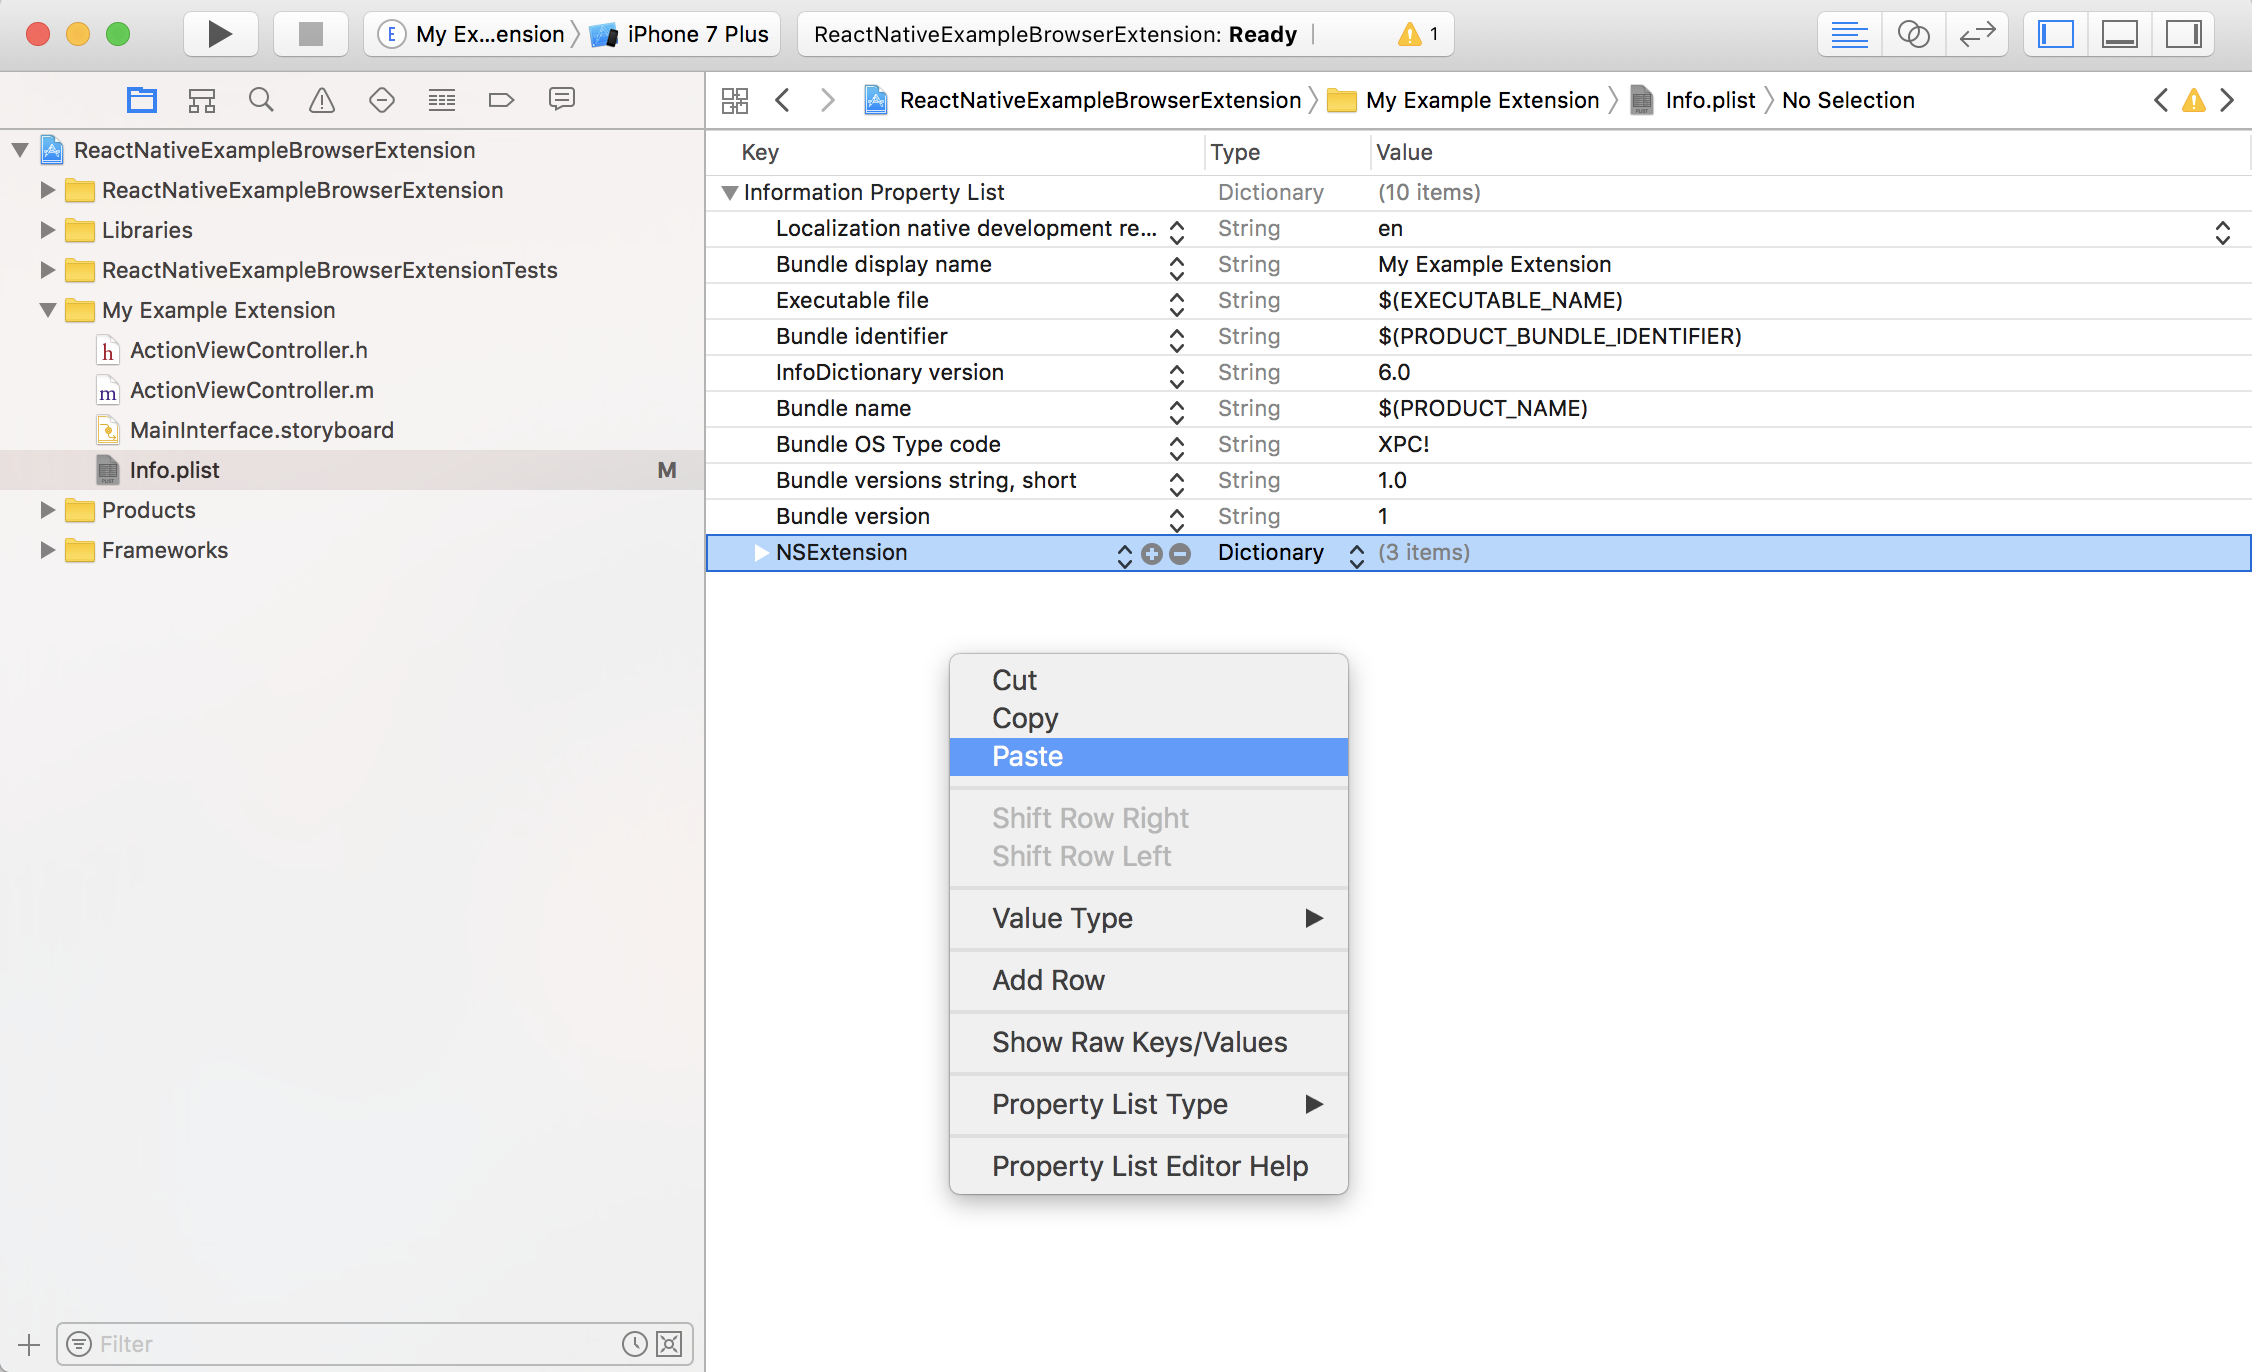 E My Ex...ension iPhone 7 Plus
ReactNativeExampleBrowserExtension: Ready 1
ReactNativeExampleBrowserExtension My Example Extension Info.plist No Selection
ReactNativeExampleBrowserExtension
ReactNativeExampleBrowserExtension
Libraries
ReactNativeExampleBrowserExtensionTests
My Example Extension
h ActionViewController.h
m ActionViewController.m
MainInterface.storyboard
Info.plist M
Products
Frameworks
Filter
Key Type Value
Information Property List Dictionary (10 items)
Localization native development re... String en
Bundle display name String My Example Extension
Executable file String $(EXECUTABLE_NAME)
Bundle identifier String $(PRODUCT_BUNDLE_IDENTIFIER)
InfoDictionary version String 6.0
Bundle name String $(PRODUCT_NAME)
Bundle OS Type code String XPC!
Bundle versions string, short String 1.0
Bundle version String 1
NSExtension Dictionary (3 items)
Cut
Copy
Paste
Shift Row Right
Shift Row Left
Value Type
Add Row
Show Raw Keys/Values
Property List Type
Property List Editor Help